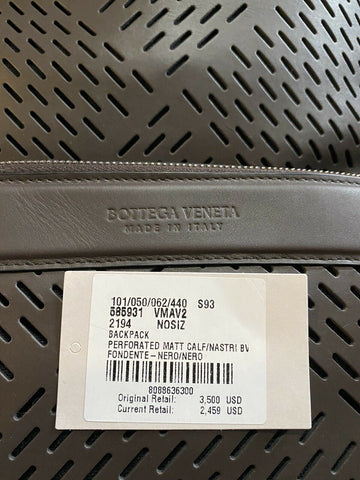 BOTTEGA VENETA
MADE IN ITALY
101/050/062/440 S93
585931 VMAV2
2194 NOSIZ
BACKPACK
PERFORATED MATT CALF/NASTRI BV
FONDENTE-NERO/NERO
8088636300
Original Retail: 3,500 USD
Current Retail: 2,459 USD